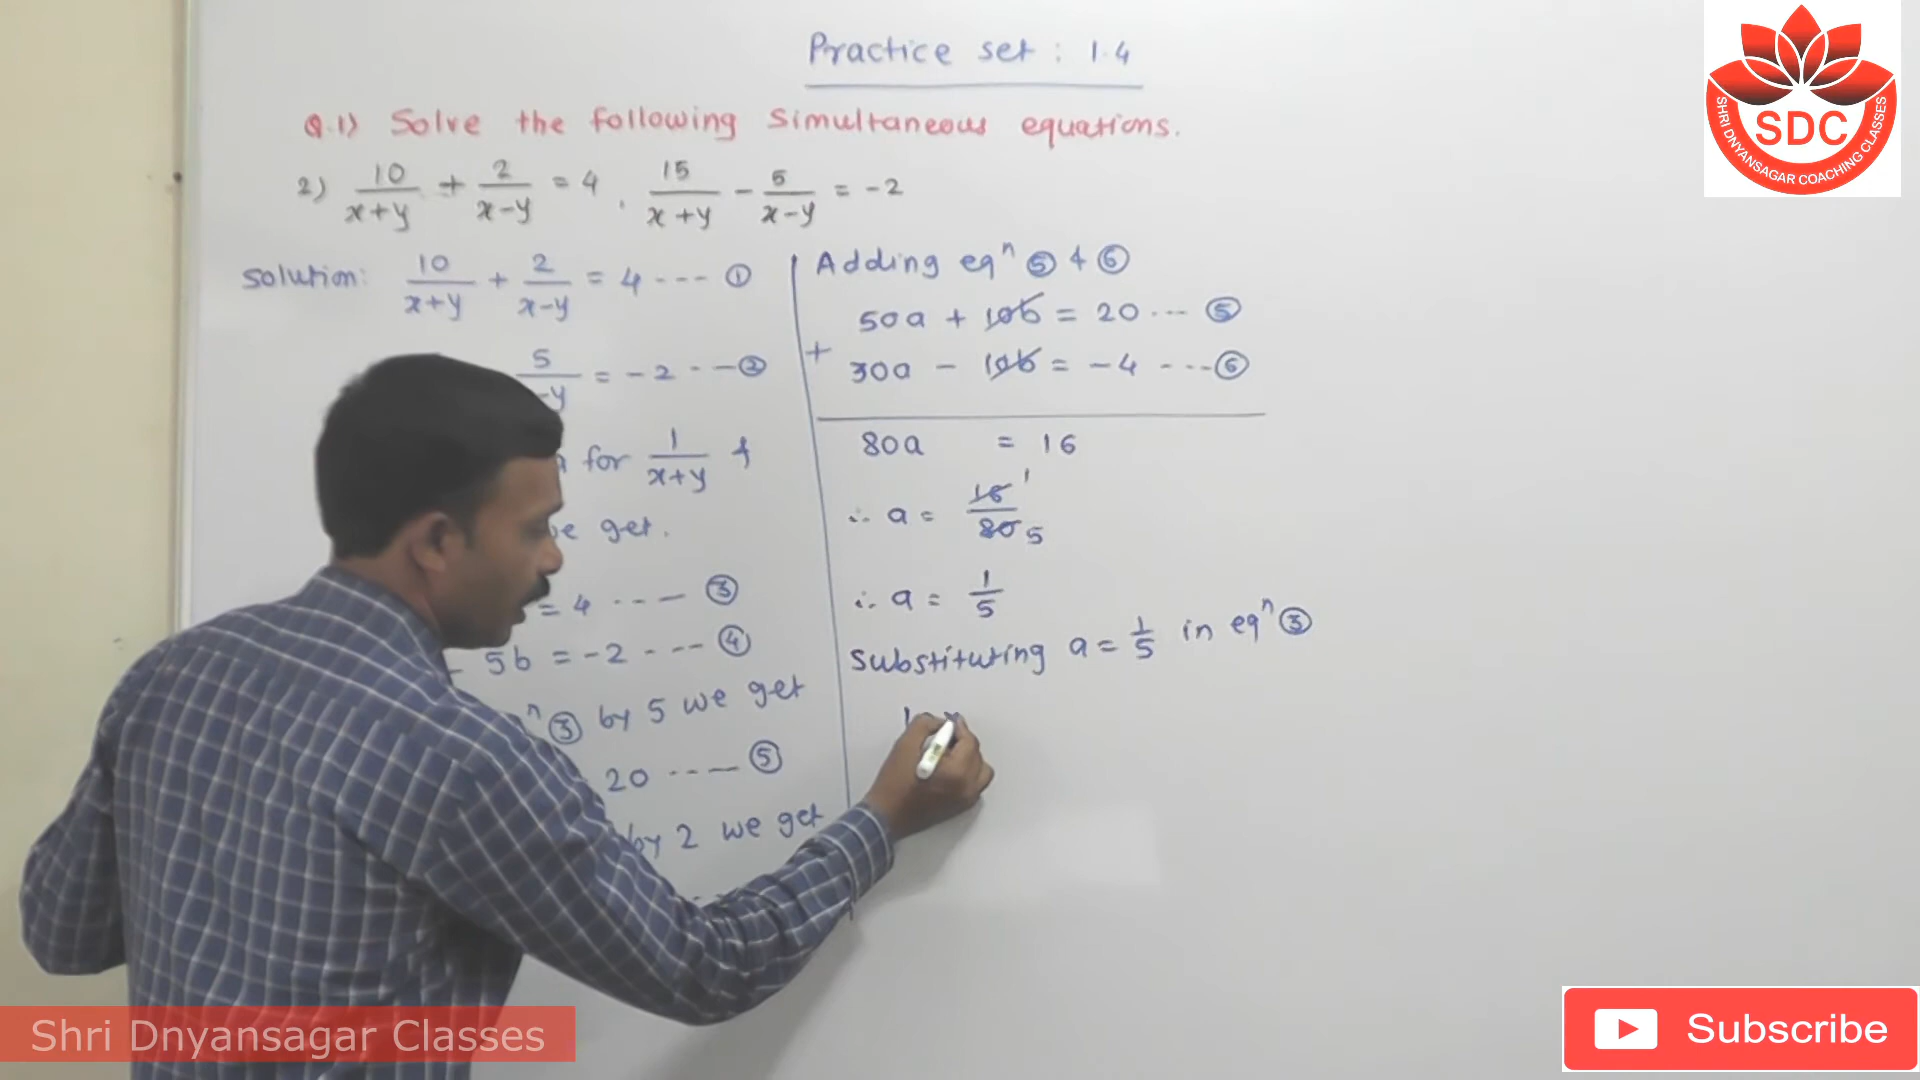 Practice set : 1.4
Q.1) Solve the following Simultaneous equations.
2) 10/x+y + 2/x-y = 4 , 15/x+y - 5/x-y = -2
Solution: 10/x+y + 2/x-y = 4 ---- ①
5/-y = -2 --- ②
for 1/x+y &
we get.
= 4 ---- ③
- 5b = -2 ---- ④
n ③ by 5 we get
20 ---- ⑤
by 2 we get
Adding eqⁿ ⑤ & ⑥
50a + 10b = 20 --- ⑤
+
30a - 10b = -4 ---- ⑥
80a = 16
∴ a = 16/80 1 5
∴ a = 1/5
Substituting a = 1/5 in eqⁿ ③
SHRI DNYANSAGAR COACHING CLASSES
SDC
Shri Dnyansagar Classes
Subscribe